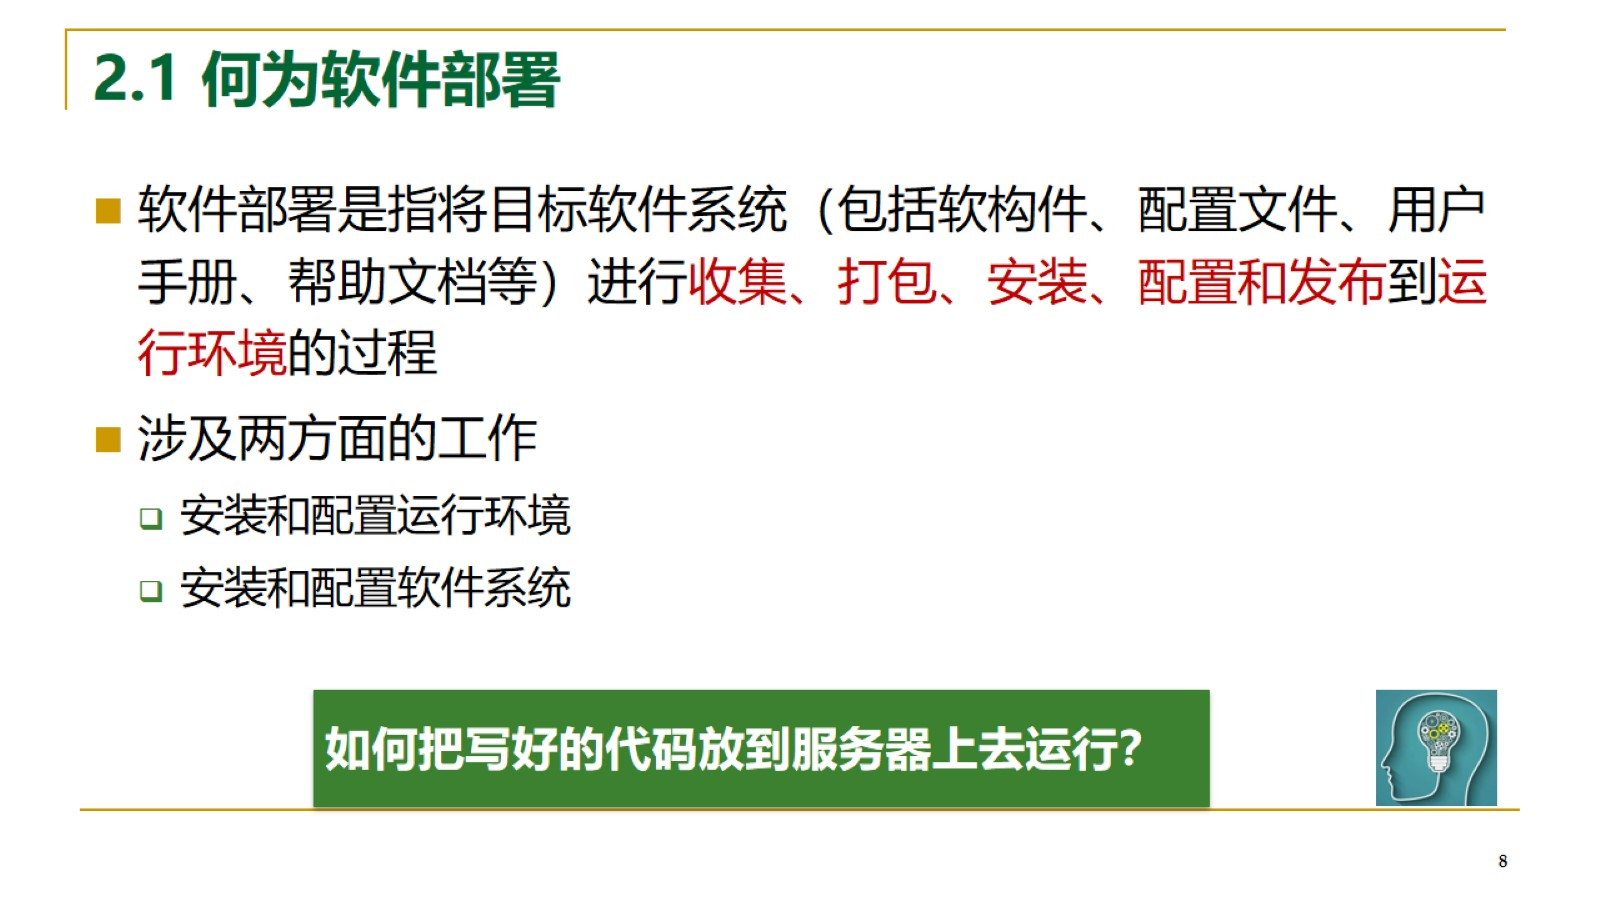 2.1 何为软件部署
软件部署是指将目标软件系统（包括软构件、配置文件、用户
手册、帮助文档等）进行收集、打包、安装、配置和发布到运
行环境的过程
涉及两方面的工作
安装和配置运行环境
安装和配置软件系统
如何把写好的代码放到服务器上去运行？
8